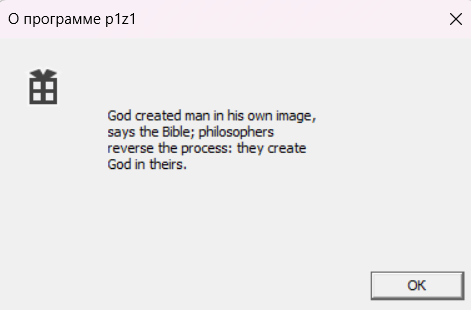 О программе p1z1
God created man in his own image,
says the Bible; philosophers
reverse the process: they create
God in theirs.
OK